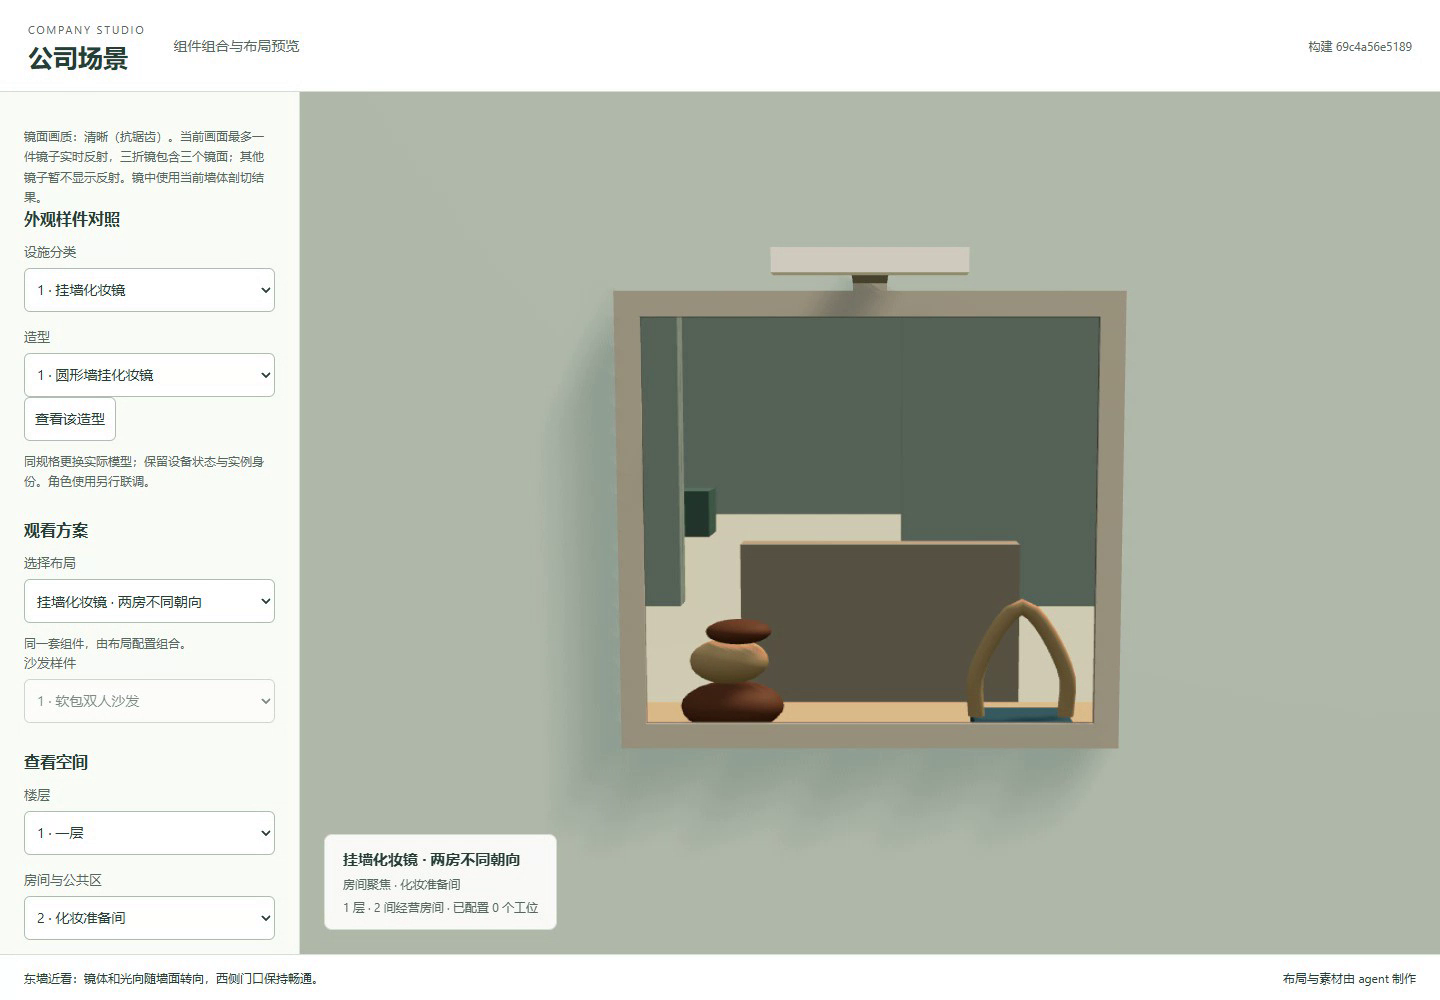 COMPANY STUDIO
公司场景
组件组合与布局预览
构建 69c4a56e5189
镜面画质：清晰（抗锯齿）。当前画面最多一
件镜子实时反射，三折镜包含三个镜面；其他
镜子暂不显示反射。镜中使用当前墙体剖切结
果。
外观样件对照
设施分类
1 · 挂墙化妆镜
造型
1 · 圆形墙挂化妆镜
查看该造型
同规格更换实际模型；保留设备状态与实例身
份。角色使用另行联调。
观看方案
选择布局
挂墙化妆镜 · 两房不同朝向
同一套组件，由布局配置组合。
沙发样件
1 · 软包双人沙发
查看空间
楼层
1 · 一层
房间与公共区
2 · 化妆准备间
挂墙化妆镜 · 两房不同朝向
房间聚焦 · 化妆准备间
1 层 · 2 间经营房间 · 已配置 0 个工位
东墙近看：镜体和光向随墙面转向，西侧门口保持畅通。
布局与素材由 agent 制作